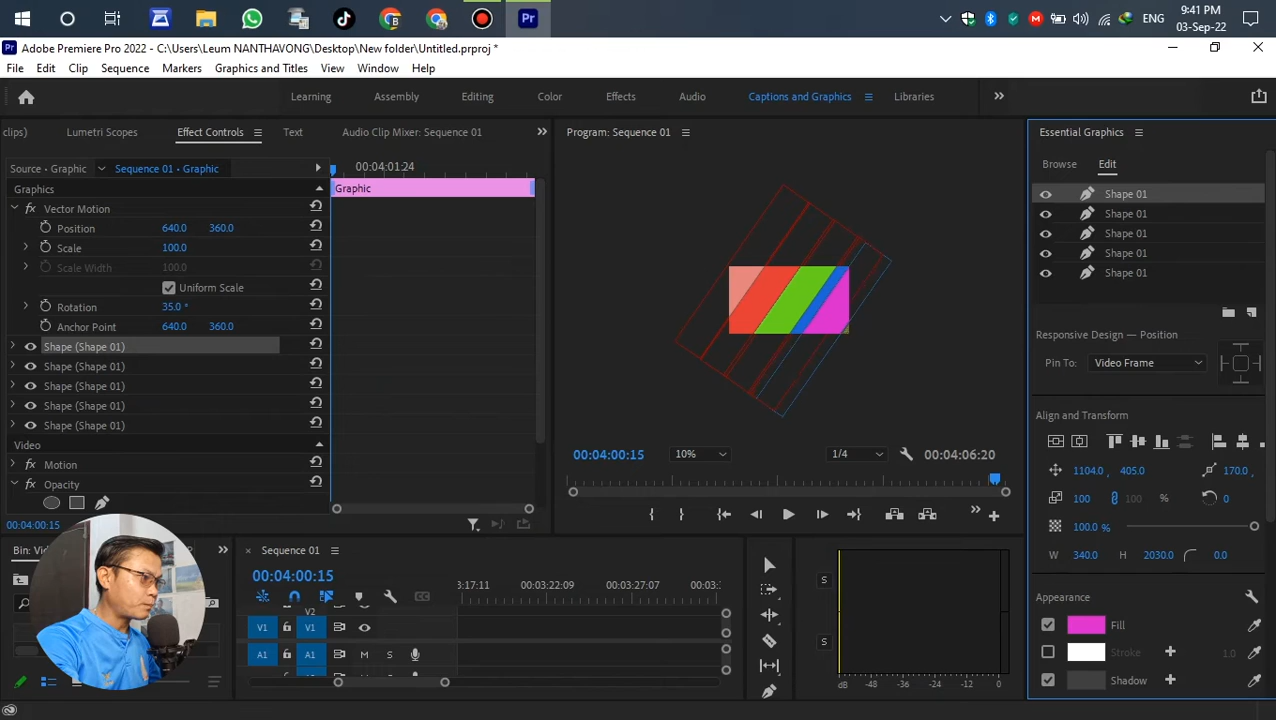 9:41 PM
ENG
03-Sep-22
Pr
Adobe Premiere Pro 2022 - C:\Users\Leum NANTHAVONG\Desktop\New folder\Untitled.prproj *
File Edit Clip Sequence Markers Graphics and Titles View Window Help
Learning Assembly Editing Color Effects Audio Captions and Graphics Libraries
clips) Lumetri Scopes Effect Controls Text Audio Clip Mixer: Sequence 01
Program: Sequence 01
Essential Graphics
Source · Graphic Sequence 01 · Graphic 00:04:01:24
Browse Edit
Graphics Graphic
Shape 01
Vector Motion
Shape 01
Position 640.0 360.0
Shape 01
Scale 100.0
Shape 01
Scale Width 100.0
Shape 01
Uniform Scale
Rotation 35.0 °
Anchor Point 640.0 360.0
Responsive Design — Position
Shape (Shape 01)
Pin To: Video Frame
Shape (Shape 01)
Shape (Shape 01)
Shape (Shape 01)
Align and Transform
Shape (Shape 01)
Video
Motion
Opacity
00:04:00:15 10% 1/4 00:04:06:20
1104.0 , 405.0 170.0 ,
100 100 % 0
100.0 %
00:04:00:15
W 340.0 H 2030.0 0.0
Bin: Vid
Sequence 01
Appearance
00:04:00:15
3:17:11 00:03:22:09 00:03:27:07 00:03:
Fill
V2
V1 V1
Stroke 1.0
A1 A1 M S
Shadow
S
S
dB -48 -36 -24 -12 0